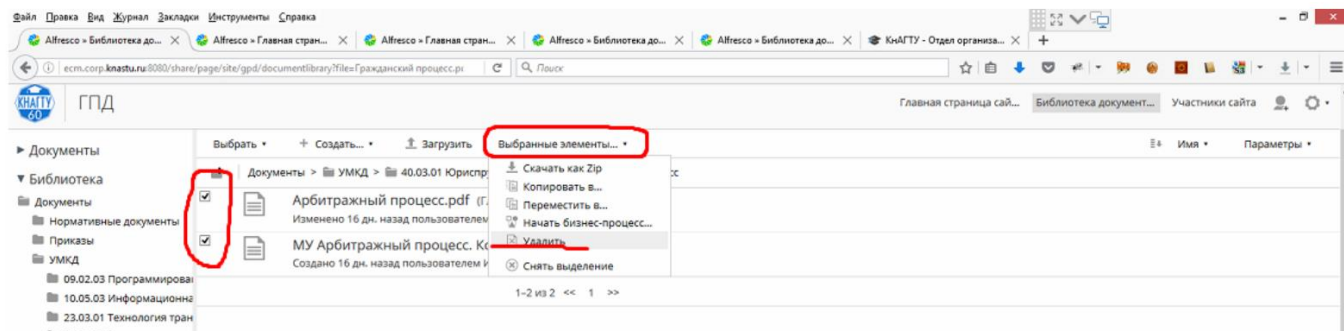 Файл Правка Вид Журнал Закладки Инструменты Справка
Alfresco » Библиотека до... Alfresco » Главная стран... Alfresco » Главная стран... Alfresco » Библиотека до... Alfresco » Библиотека до... КнАГТУ - Отдел организа...
ecm.corp.knastu.ru:8080/share/page/site/gpd/documentlibrary?file=Гражданский процесс.p Поиск
КНАГТУ 60 ГПД Главная страница сай... Библиотека документ... Участники сайта
Выбрать + Создать... Загрузить Выбранные элементы... Имя Параметры
Документы
Документы > УМКД > 40.03.01 Юриспру
Библиотека
Документы
Нормативные документы
Приказы
УМКД
09.02.03 Программирова
10.05.03 Информационна
23.03.01 Технология тран
Арбитражный процесс.pdf (Г
Изменено 16 дн. назад пользователем
МУ Арбитражный процесс. Ко
Создано 16 дн. назад пользователем И
Скачать как Zip
Копировать в...
Переместить в...
Начать бизнес-процесс...
Удалить
Снять выделение
1–2 из 2 << 1 >>